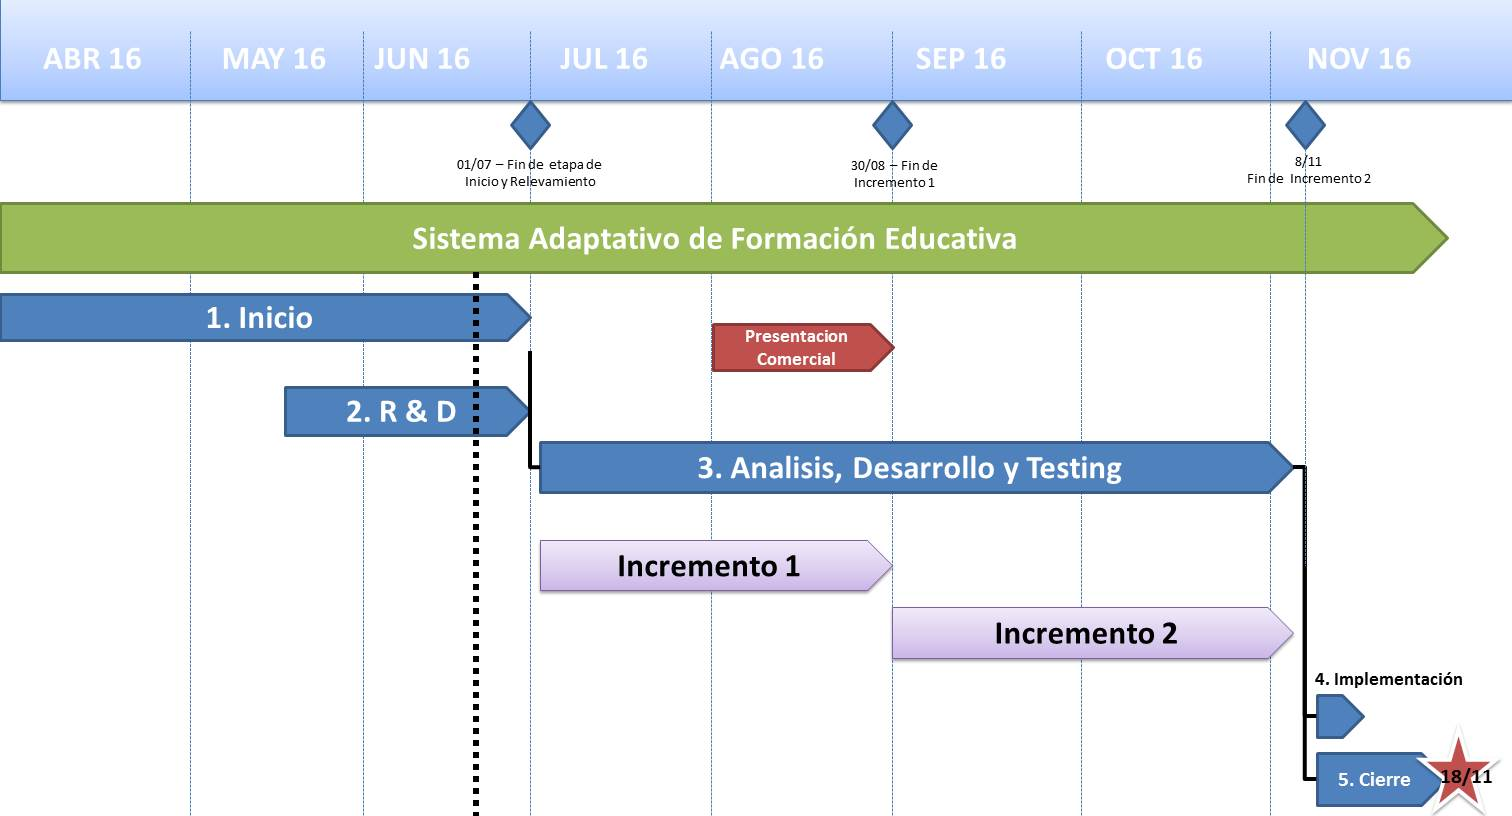 ABR 16
MAY 16
JUN 16
JUL 16
AGO 16
SEP 16
OCT 16
NOV 16
01/07 – Fin de etapa de
Inicio y Relevamiento
30/08 – Fin de
Incremento 1
8/11
Fin de Incremento 2
Sistema Adaptativo de Formación Educativa
1. Inicio
Presentacion
Comercial
2. R & D
3. Analisis, Desarrollo y Testing
Incremento 1
Incremento 2
4. Implementación
5. Cierre
18/11